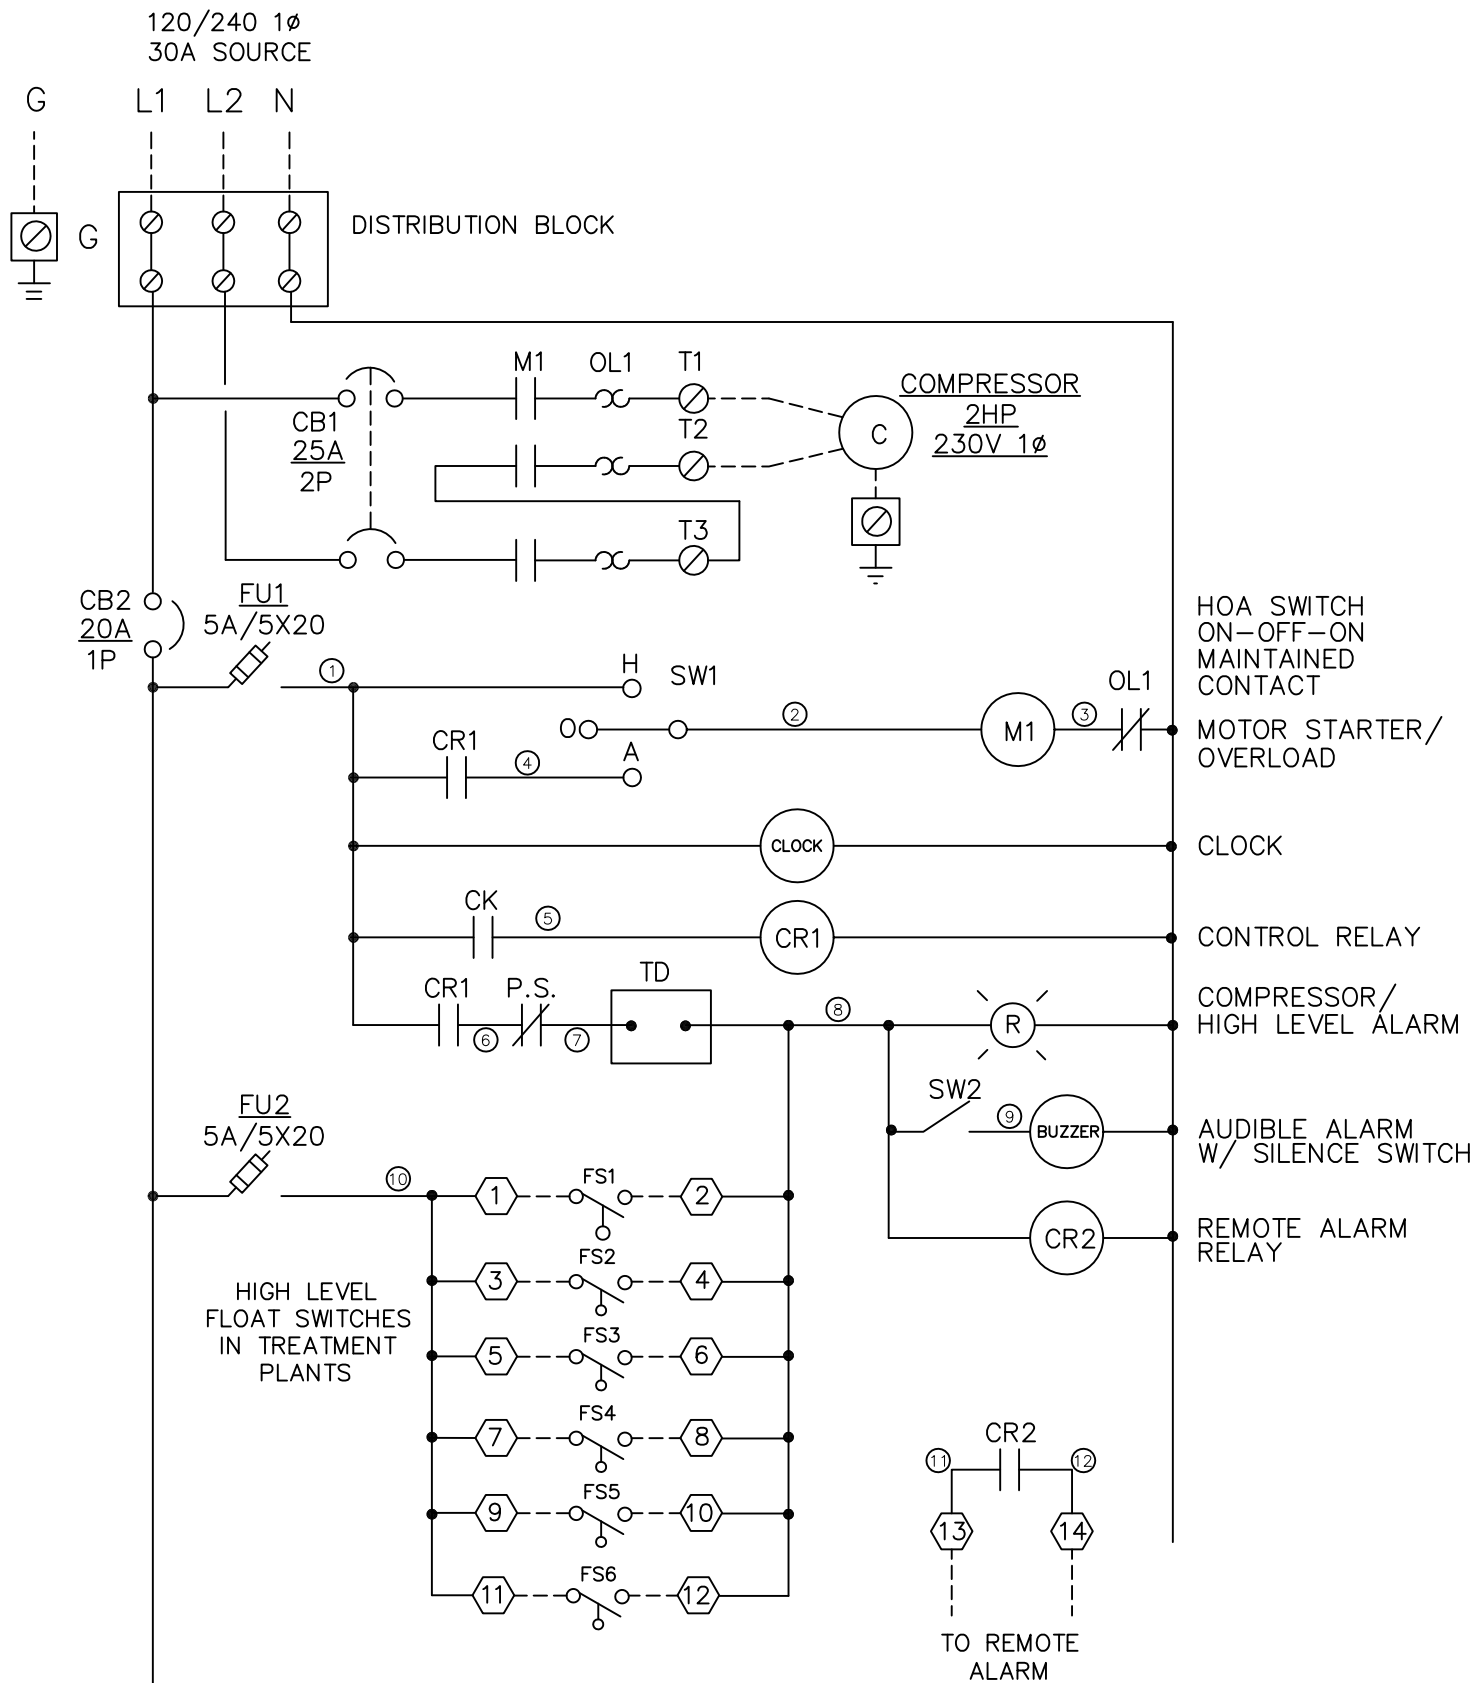 120/240 1ø
30A SOURCE
G
L1
L2
N
G
DISTRIBUTION BLOCK
M1
OL1
T1
CB1
25A
2P
T2
T3
COMPRESSOR
2HP
230V 1ø
C
CB2
20A
1P
FU1
5A/5X20
1
H
SW1
O
2
M1
3
OL1
HOA SWITCH
ON-OFF-ON
MAINTAINED
CONTACT
MOTOR STARTER/
OVERLOAD
CR1
4
A
CLOCK
CLOCK
CK
5
CR1
CONTROL RELAY
CR1
6
P.S.
7
TD
8
R
COMPRESSOR/
HIGH LEVEL ALARM
SW2
9
BUZZER
AUDIBLE ALARM
W/ SILENCE SWITCH
FU2
5A/5X20
10
1
FS1
2
CR2
REMOTE ALARM
RELAY
3
FS2
4
HIGH LEVEL
FLOAT SWITCHES
IN TREATMENT
PLANTS
5
FS3
6
7
FS4
8
9
FS5
10
11
FS6
12
CR2
11
12
13
14
TO REMOTE
ALARM